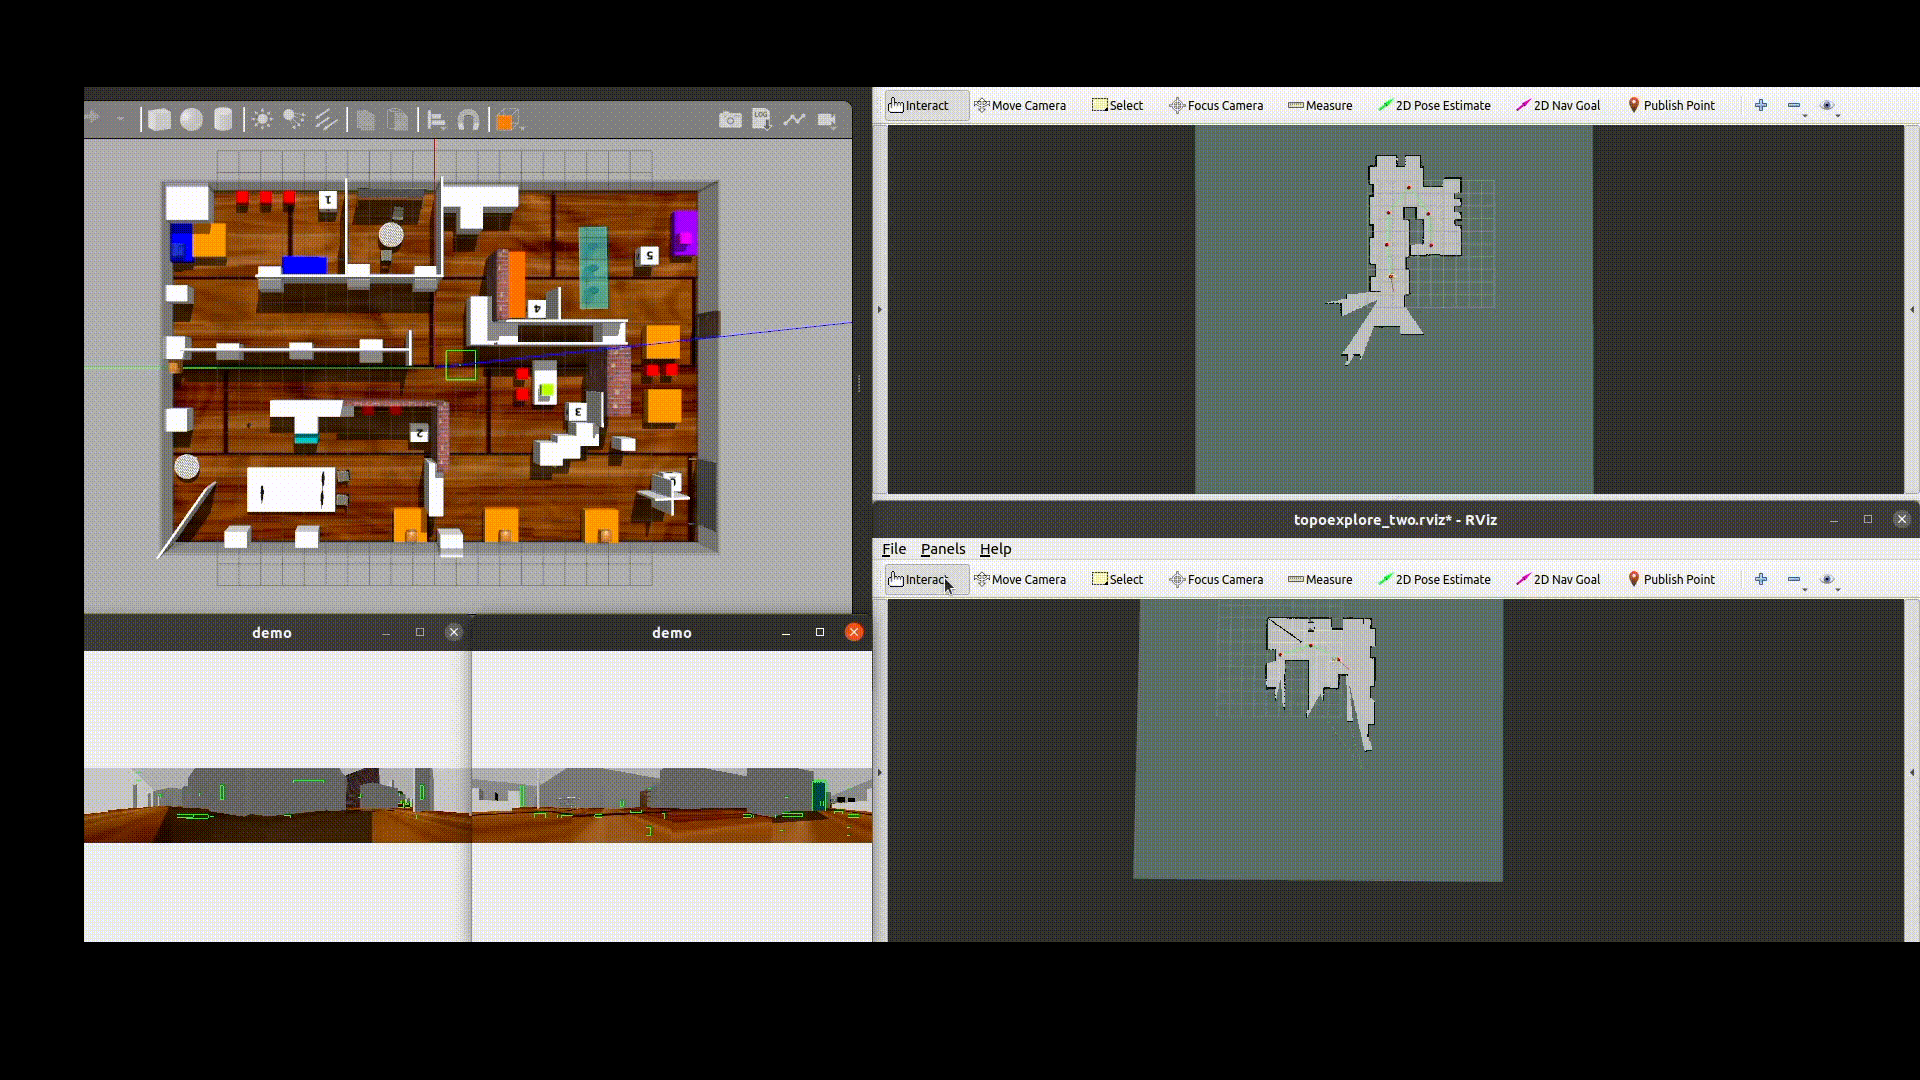 Interact Move Camera Select Focus Camera Measure 2D Pose Estimate 2D Nav Goal Publish Point
LOG
1
5
4
3
2
topoexplore_two.rviz* - RViz
File Panels Help
Interact Move Camera Select Focus Camera Measure 2D Pose Estimate 2D Nav Goal Publish Point
demo
demo